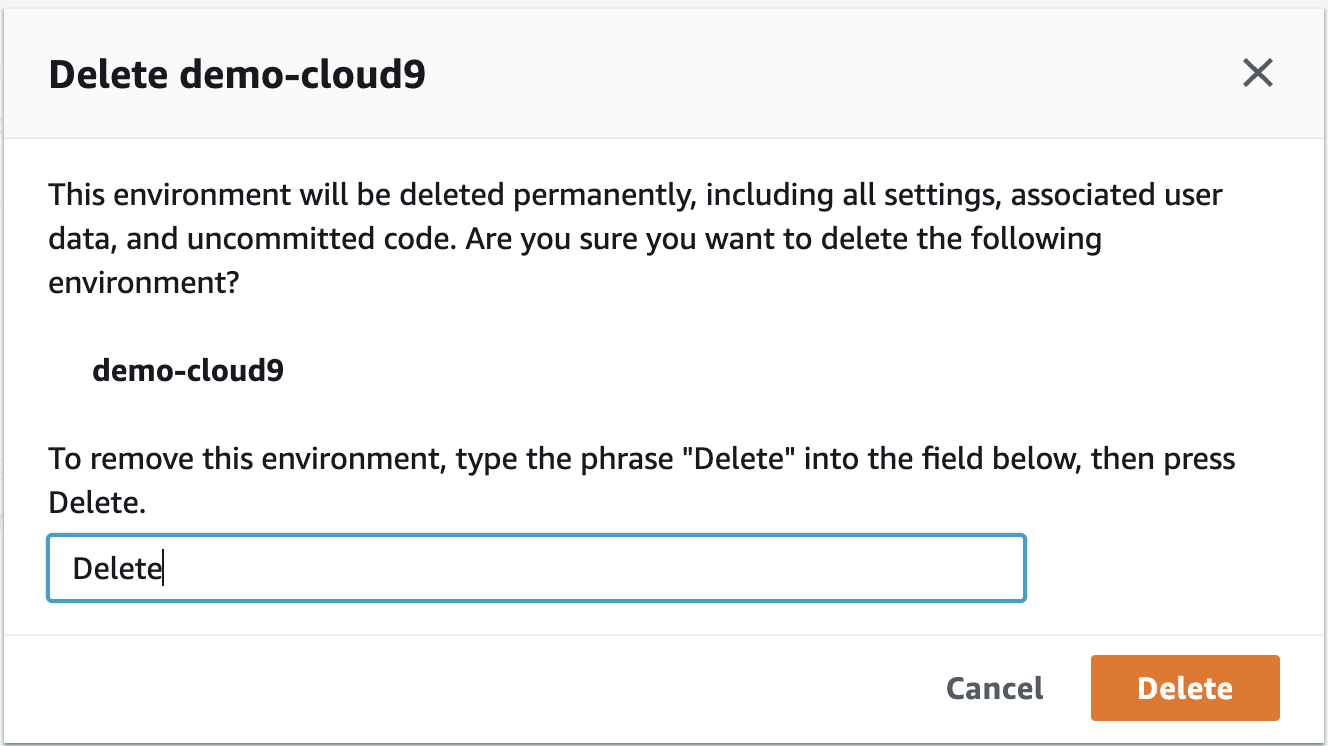 Delete demo-cloud9
This environment will be deleted permanently, including all settings, associated user
data, and uncommitted code. Are you sure you want to delete the following
environment?
demo-cloud9
To remove this environment, type the phrase "Delete" into the field below, then press
Delete.
Delete
Cancel Delete